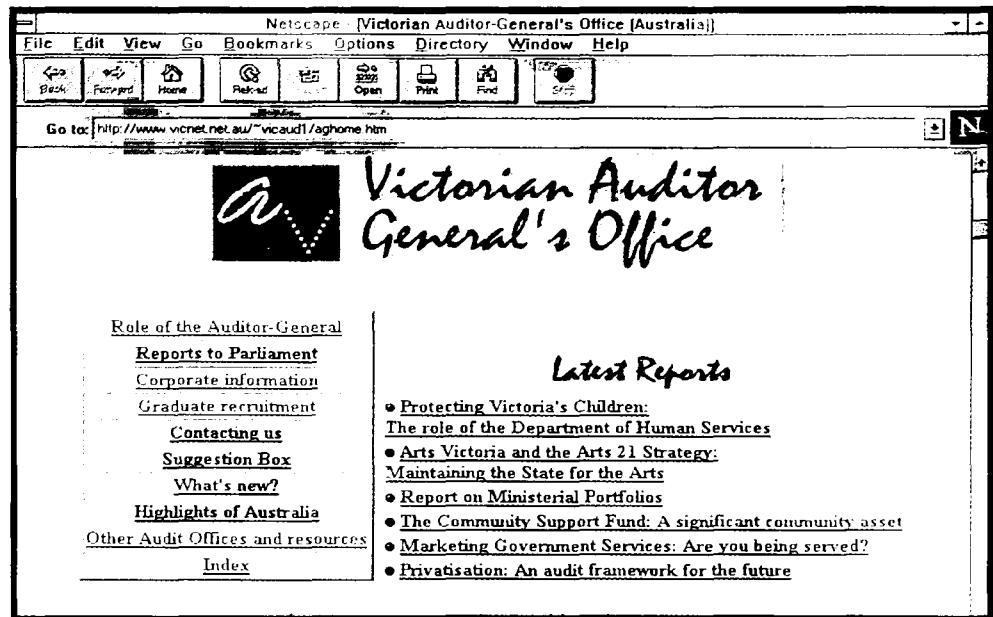 Netscape - [Victorian Auditor-General's Office (Australia)]
File Edit View Go Bookmarks Options Directory Window Help
Back Forward Home Reload Open Print Find Stop
Go to: http://www.vicnet.net.au/~vicaud1/aghome.htm
N
av
Victorian Auditor
General's Office
Role of the Auditor-General
Reports to Parliament
Corporate information
Graduate recruitment
Contacting us
Suggestion Box
What's new?
Highlights of Australia
Other Audit Offices and resources
Index
Latest Reports
Protecting Victoria's Children:
The role of the Department of Human Services
Arts Victoria and the Arts 21 Strategy:
Maintaining the State for the Arts
Report on Ministerial Portfolios
The Community Support Fund: A significant community asset
Marketing Government Services: Are you being served?
Privatisation: An audit framework for the future